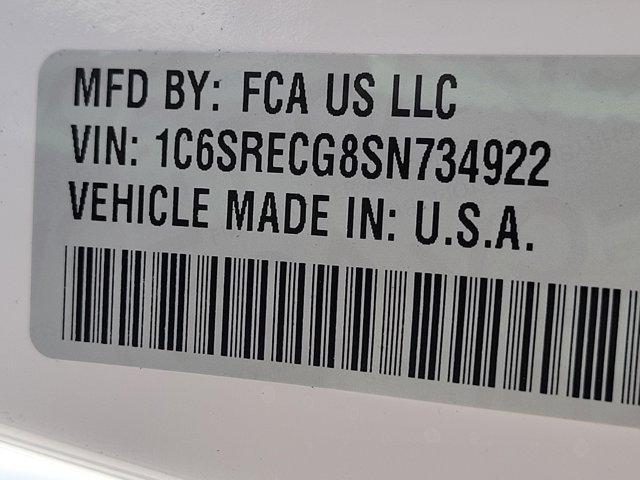 MFD BY: FCA US LLC
VIN: 1C6SRECG8SN734922
VEHICLE MADE IN: U.S.A.